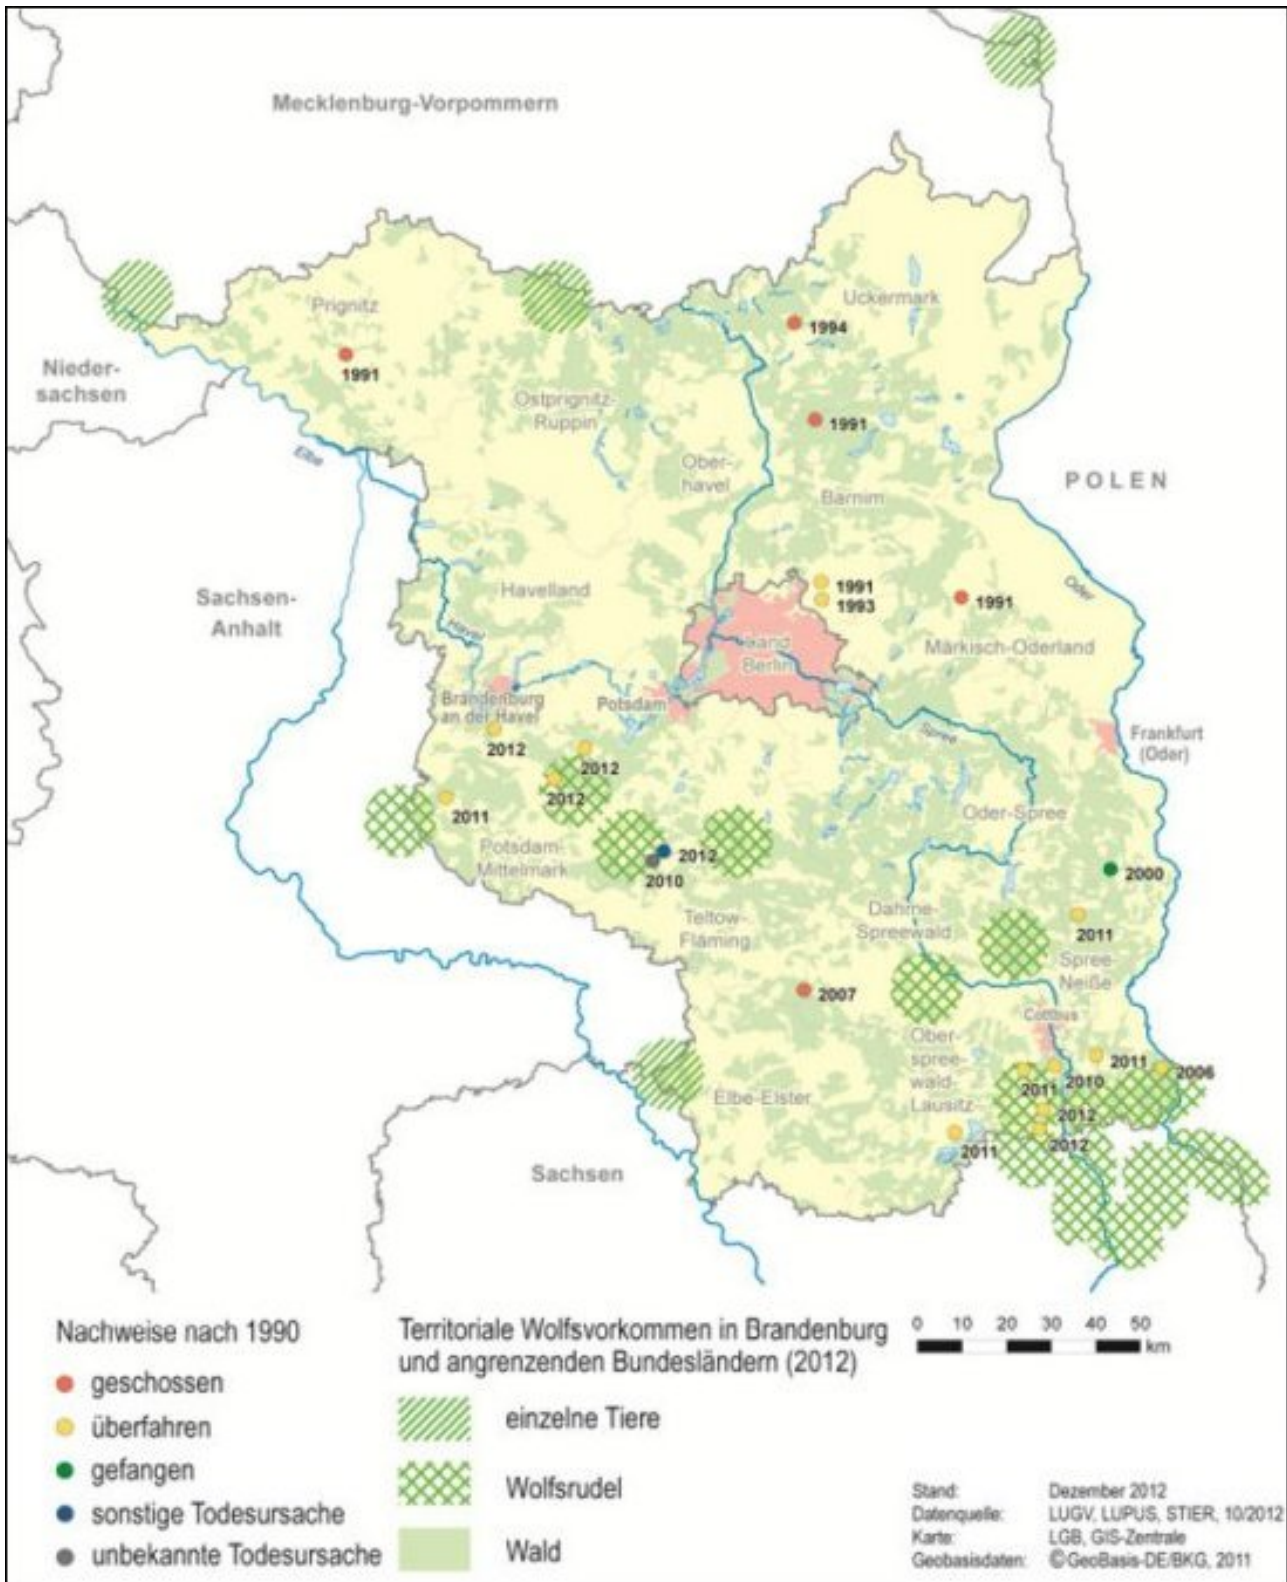 Mecklenburg-Vorpommern
Prignitz
Uckermark
1994
1991
Nieder-
sachsen
Ostprignitz-
Ruppin
1991
Ober-
havel
Barnim
POLEN
Elbe
Sachsen-
Anhalt
Havelland
Havel
1991
1993
1991
Oder
Land
Berlin
Märkisch-Oderland
Brandenburg
an der Havel
Potsdam
Spree
Frankfurt
(Oder)
2012
2012
2012
2011
Oder-Spree
Potsdam-
Mittelmark
2012
2010
2000
Teltow-
Fläming
Dahme-
Spreewald
2011
Spree-
Neiße
2007
Cottbus
Ober-
spree-
wald-
Lausitz
2011
2010
2011
2006
Elbe-Elster
2012
2012
2011
Sachsen
Nachweise nach 1990
geschossen
überfahren
gefangen
sonstige Todesursache
unbekannte Todesursache
Territoriale Wolfsvorkommen in Brandenburg
und angrenzenden Bundesländern (2012)
einzelne Tiere
Wolfsrudel
Wald
0 10 20 30 40 50
km
Stand: Dezember 2012
Datenquelle: LUGV, LUPUS, STIER, 10/2012
Karte: LGB, GIS-Zentrale
Geobasisdaten: ©GeoBasis-DE/BKG, 2011